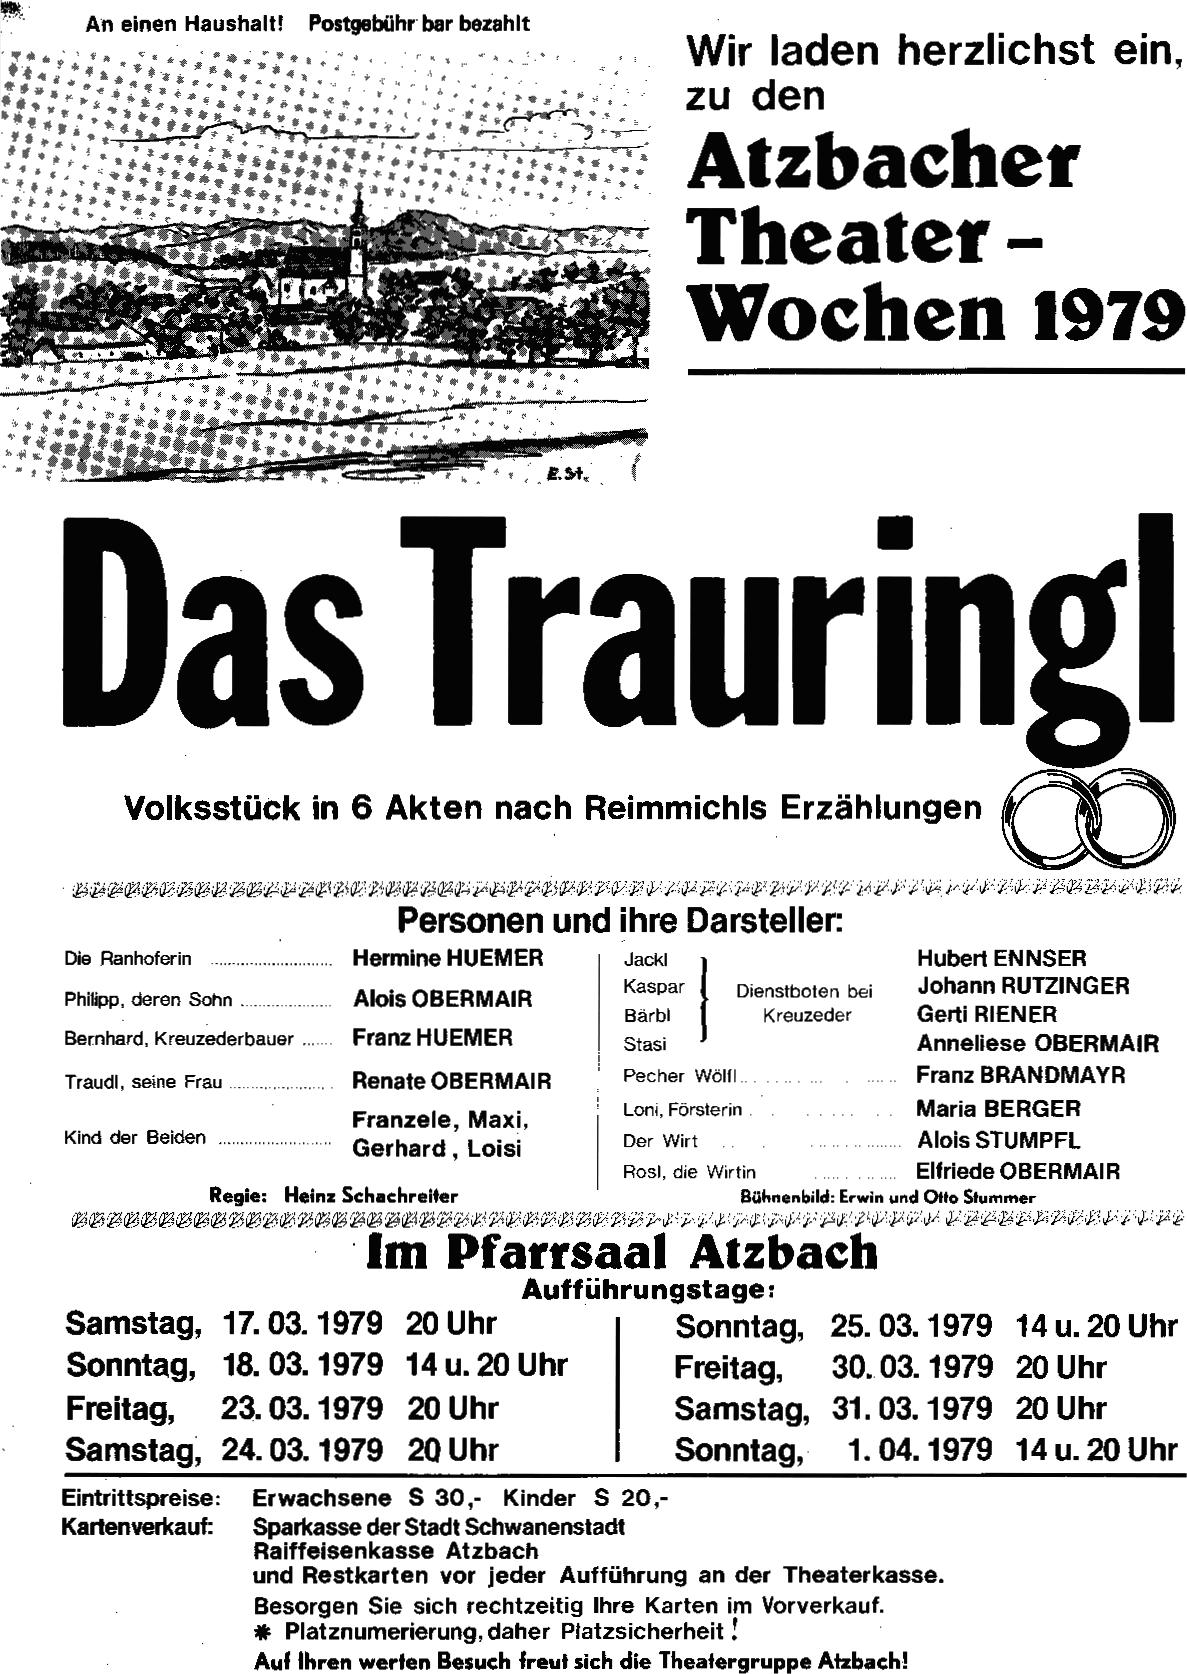 An einen Haushalt! Postgebühr bar bezahlt
Wir laden herzlichst ein,
zu den
Atzbacher
Theater –
Wochen 1979
E. St.
Das Trauringl
Volksstück in 6 Akten nach Reimmichls Erzählungen
Personen und ihre Darsteller:
Die Ranhoferin ............................ Hermine HUEMER
Philipp, deren Sohn ..................... Alois OBERMAIR
Bernhard, Kreuzederbauer ....... Franz HUEMER
Traudl, seine Frau ........................ Renate OBERMAIR
Kind der Beiden .......................... Franzele, Maxi,
Gerhard , Loisi
Jackl Hubert ENNSER
Kaspar Dienstboten bei Johann RUTZINGER
Bärbl Kreuzeder Gerti RIENER
Stasi Anneliese OBERMAIR
Pecher Wölfl.................... Franz BRANDMAYR
Loni, Försterin . . . . . . . Maria BERGER
Der Wirt . . ..................... Alois STUMPFL
Rosl, die Wirtin .................. Elfriede OBERMAIR
Regie: Heinz Schachreiter
Bühnenbild: Erwin und Otto Stummer
Im Pfarrsaal Atzbach
Aufführungstage:
Samstag, 17. 03. 1979 20 Uhr
Sonntag, 18. 03. 1979 14 u. 20 Uhr
Freitag, 23. 03. 1979 20 Uhr
Samstag, 24. 03. 1979 20 Uhr
Sonntag, 25. 03. 1979 14 u. 20 Uhr
Freitag, 30. 03. 1979 20 Uhr
Samstag, 31. 03. 1979 20 Uhr
Sonntag, 1. 04. 1979 14 u. 20 Uhr
Eintrittspreise: Erwachsene S 30,- Kinder S 20,-
Kartenverkauf: Sparkasse der Stadt Schwanenstadt
Raiffeisenkasse Atzbach
und Restkarten vor jeder Aufführung an der Theaterkasse.
Besorgen Sie sich rechtzeitig Ihre Karten im Vorverkauf.
* Platznumerierung, daher Platzsicherheit !
Auf Ihren werten Besuch freut sich die Theatergruppe Atzbach!